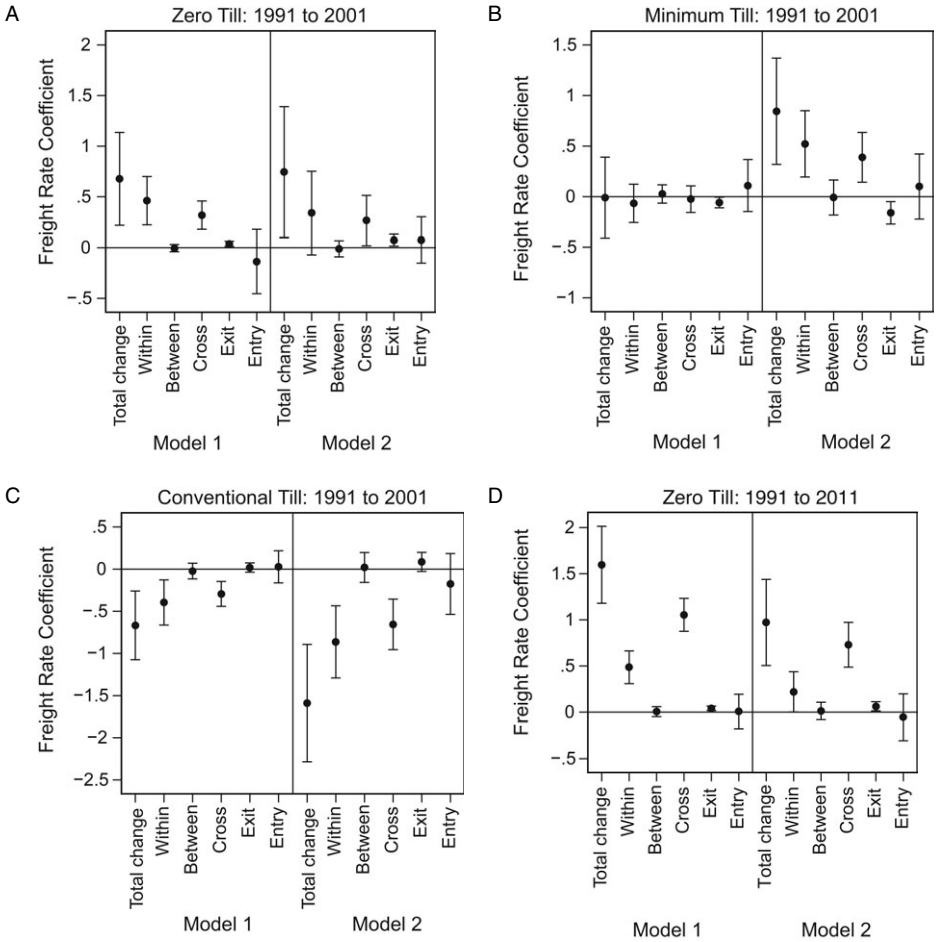 A
Zero Till: 1991 to 2001
Freight Rate Coefficient
2
1.5
1
.5
0
−.5
Total change
Within
Between
Cross
Exit
Entry
Total change
Within
Between
Cross
Exit
Entry
Model 1
Model 2
B
Minimum Till: 1991 to 2001
Freight Rate Coefficient
1.5
1
.5
0
−.5
−1
Total change
Within
Between
Cross
Exit
Entry
Total change
Within
Between
Cross
Exit
Entry
Model 1
Model 2
C
Conventional Till: 1991 to 2001
Freight Rate Coefficient
.5
0
−.5
−1
−1.5
−2
−2.5
Total change
Within
Between
Cross
Exit
Entry
Total change
Within
Between
Cross
Exit
Entry
Model 1
Model 2
D
Zero Till: 1991 to 2011
Freight Rate Coefficient
2
1.5
1
.5
0
−.5
Total change
Within
Between
Cross
Exit
Entry
Total change
Within
Between
Cross
Exit
Entry
Model 1
Model 2